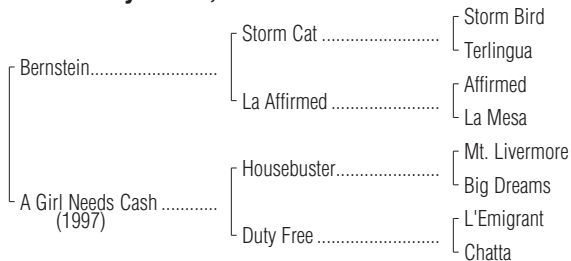 Storm Bird
Storm Cat ..............................
Terlingua
Bernstein................................
Affirmed
La Affirmed ...........................
La Mesa
Mt. Livermore
Housebuster..........................
Big Dreams
A Girl Needs Cash ..............
(1997)
L'Emigrant
Duty Free ..............................
Chatta